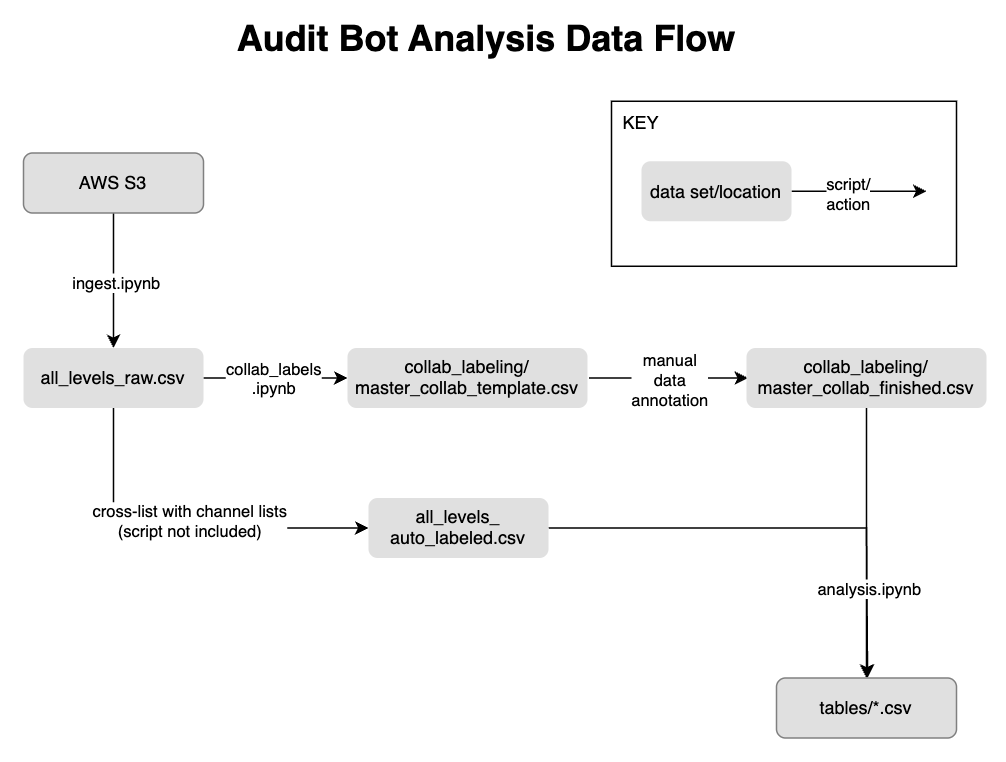 Audit Bot Analysis Data Flow
KEY
data set/location
script/
action
AWS S3
ingest.ipynb
all_levels_raw.csv
collab_labels
.ipynb
collab_labeling/
master_collab_template.csv
manual
data
annotation
collab_labeling/
master_collab_finished.csv
cross-list with channel lists
(script not included)
all_levels_
auto_labeled.csv
analysis.ipynb
tables/*.csv